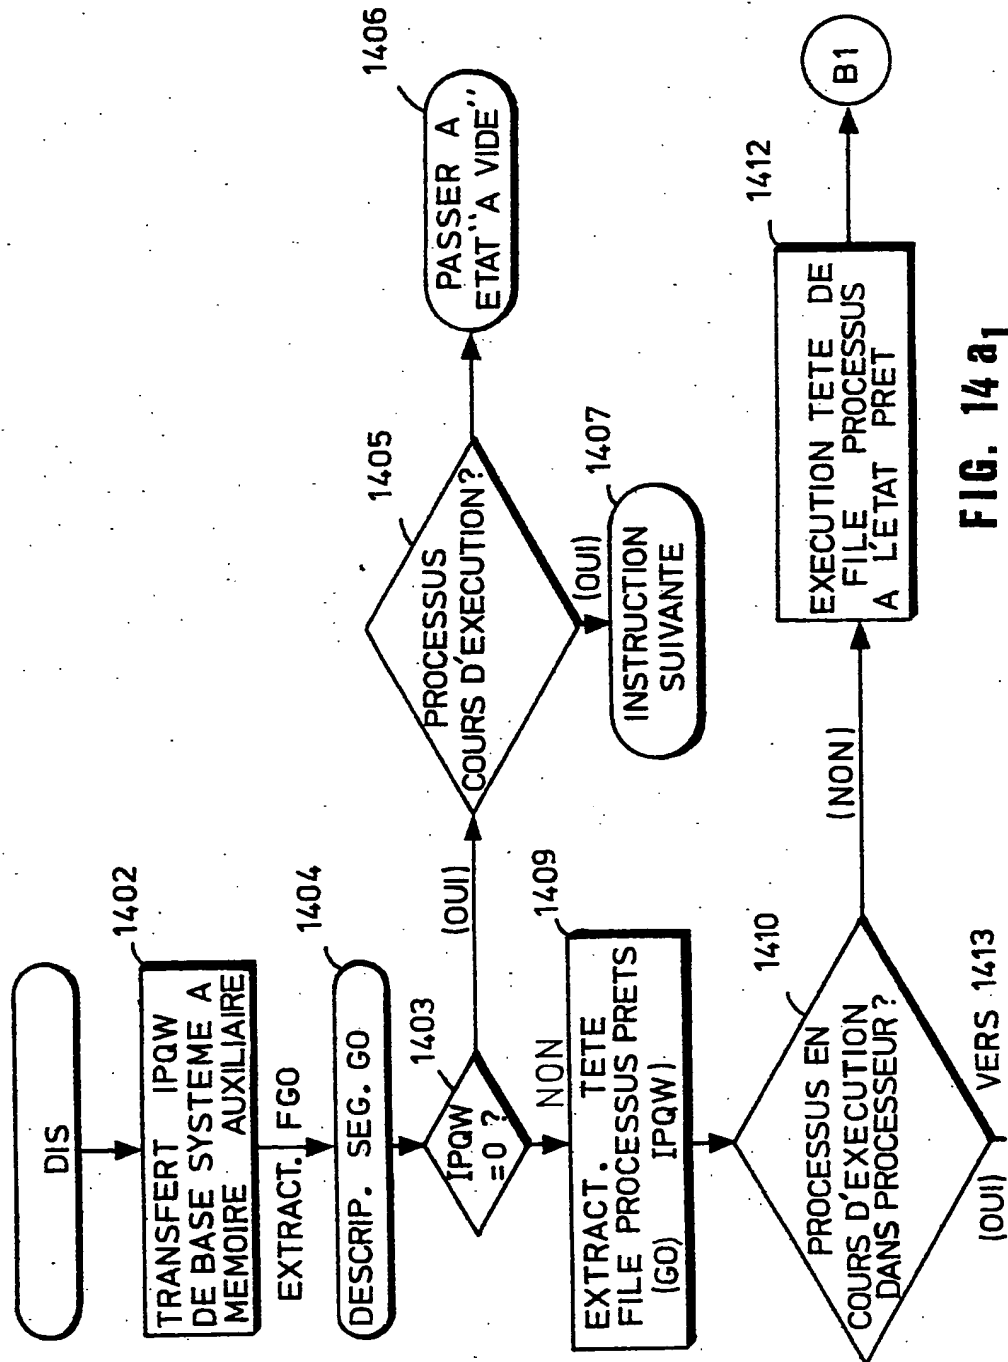 DIS
1402
TRANSFERT IPQW
DE BASE SYSTEME A
MEMOIRE AUXILIAIRE
EXTRACT. FGO
1404
DESCRIP. SEG. GO
1403
IPQW
=0 ?
(OUI)
NON
1405
PROCESSUS
COURS D'EXECUTION?
1406
PASSER A
ETAT "A VIDE"
(OUI)
1407
INSTRUCTION
SUIVANTE
1409
EXTRACT. TETE
FILE PROCESSUS PRETS
(GO) IPQW)
1410
PROCESSUS EN
COURS D'EXECUTION
DANS PROCESSEUR?
(NON)
(OUI)
VERS 1413
1412
EXECUTION TETE DE
FILE PROCESSUS
A L'ETAT PRET
B1
FIG. 14 a1